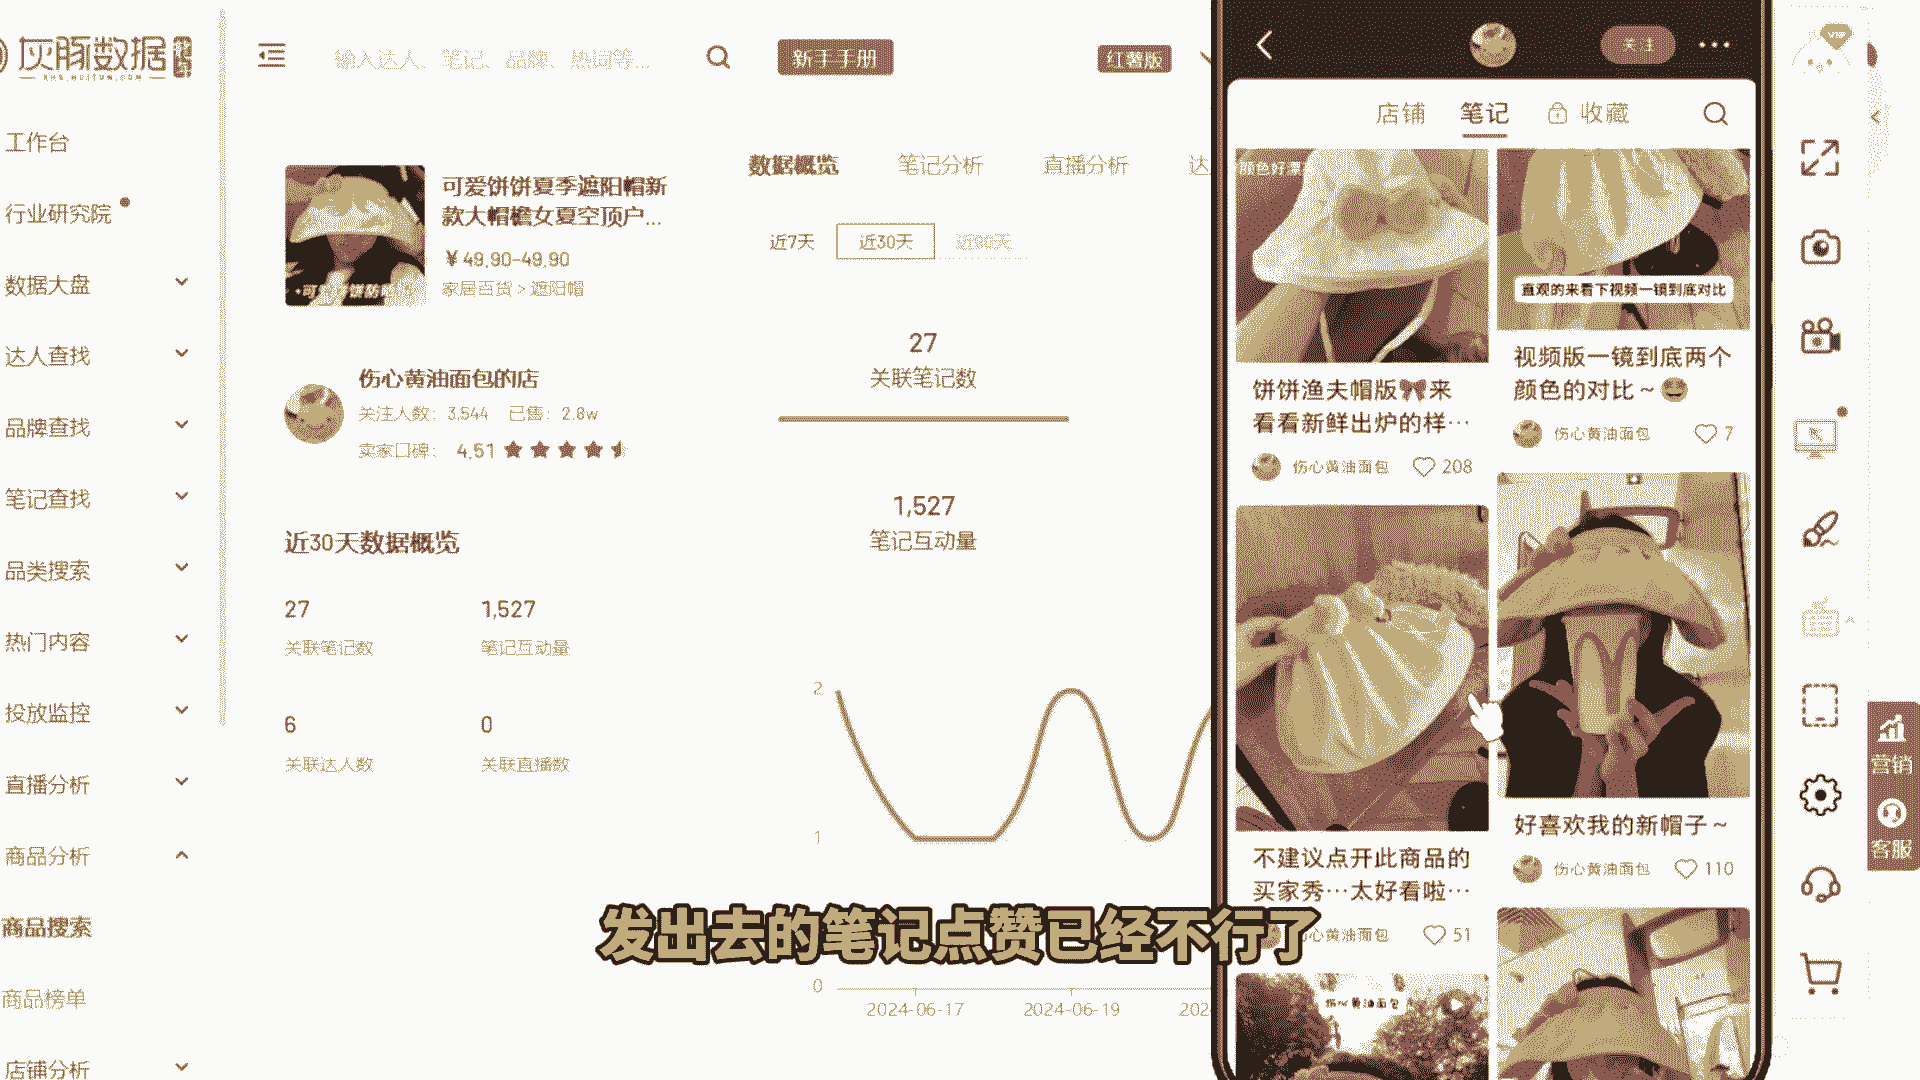 灰豚数据
XHS.HUITUN.COM
输入达人、笔记、品牌、热词等...
新手手册
红薯版
工作台
行业研究院
数据大盘
达人查找
品牌查找
笔记查找
品类搜索
热门内容
投放监控
直播分析
商品分析
商品搜索
商品榜单
店铺分析
可爱饼饼夏季遮阳帽新
款大帽檐女夏空顶户...
¥49.90-49.90
家居百货 > 遮阳帽
伤心黄油面包的店
关注人数：3,544 已售：2.8w
卖家口碑： 4.51
近30天数据概览
27
关联笔记数
1,527
笔记互动量
6
关联达人数
0
关联直播数
数据概览 笔记分析 直播分析 达
近7天 近30天 近90天
27
关联笔记数
1,527
笔记互动量
2
1
0
2024-06-17 2024-06-19 202
关注
店铺 笔记 收藏
颜色好漂
饼饼渔夫帽版🎀来
看看新鲜出炉的样…
伤心黄油面包 208
直观的来看下视频一镜到底对比
视频版一镜到底两个
颜色的对比～😆
伤心黄油面包 7
不建议点开此商品的
买家秀…太好看啦…
心黄油面包 51
好喜欢我的新帽子～
伤心黄油面包 110
伤心黄油面包
发出去的笔记点赞已经不行了
VIP
营销
客服